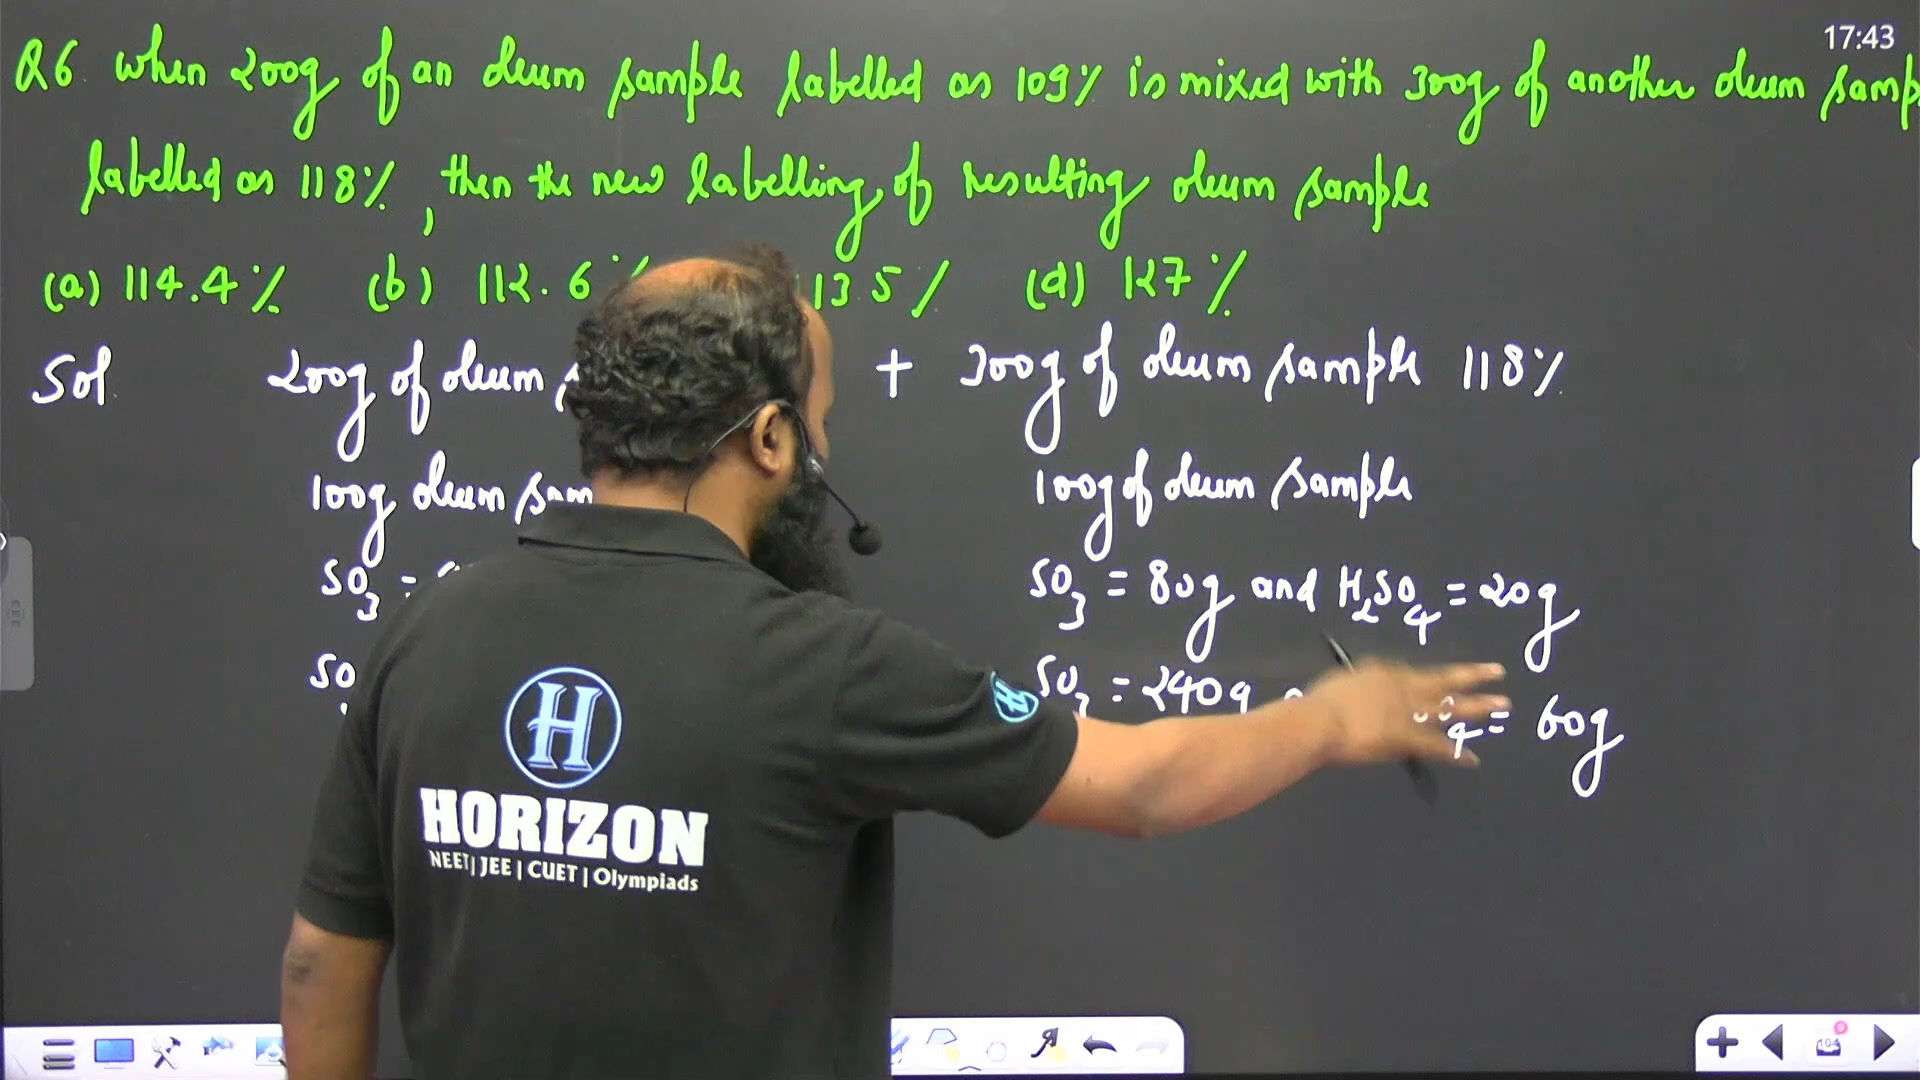 17:43
Q6 when 200g of an oleum sample labelled as 109% is mixed with 300g of another oleum samp
labelled as 118%, then the new labelling of resulting oleum sample
(a) 114.4% (b) 112.6% 13.5% (d) 127%
Sol 200g of oleum + 300g of oleum sample 118%
100g oleum sam 100g of oleum sample
SO3 = SO3 = 80g and H2SO4 = 20g
SO SO3 = 240g = 60g
H
H
HORIZON
NEET | JEE | CUET | Olympiads